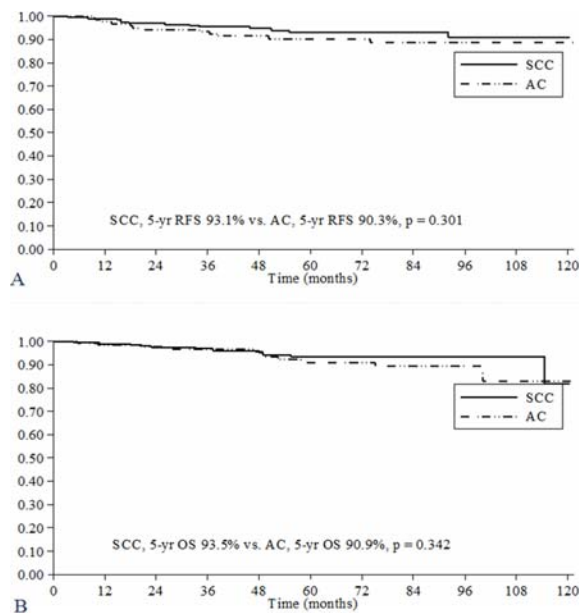 1.00
0.90
0.80
0.70
0.60
0.50
0.40
0.30
0.20
0.10
0.00
SCC
AC
SCC, 5-yr RFS 93.1% vs. AC, 5-yr RFS 90.3%, p = 0.301
0 12 24 36 48 60 72 84 96 108 120
Time (months)
A
1.00
0.90
0.80
0.70
0.60
0.50
0.40
0.30
0.20
0.10
0.00
SCC
AC
SCC, 5-yr OS 93.5% vs. AC, 5-yr OS 90.9%, p = 0.342
0 12 24 36 48 60 72 84 96 108 120
Time (months)
B